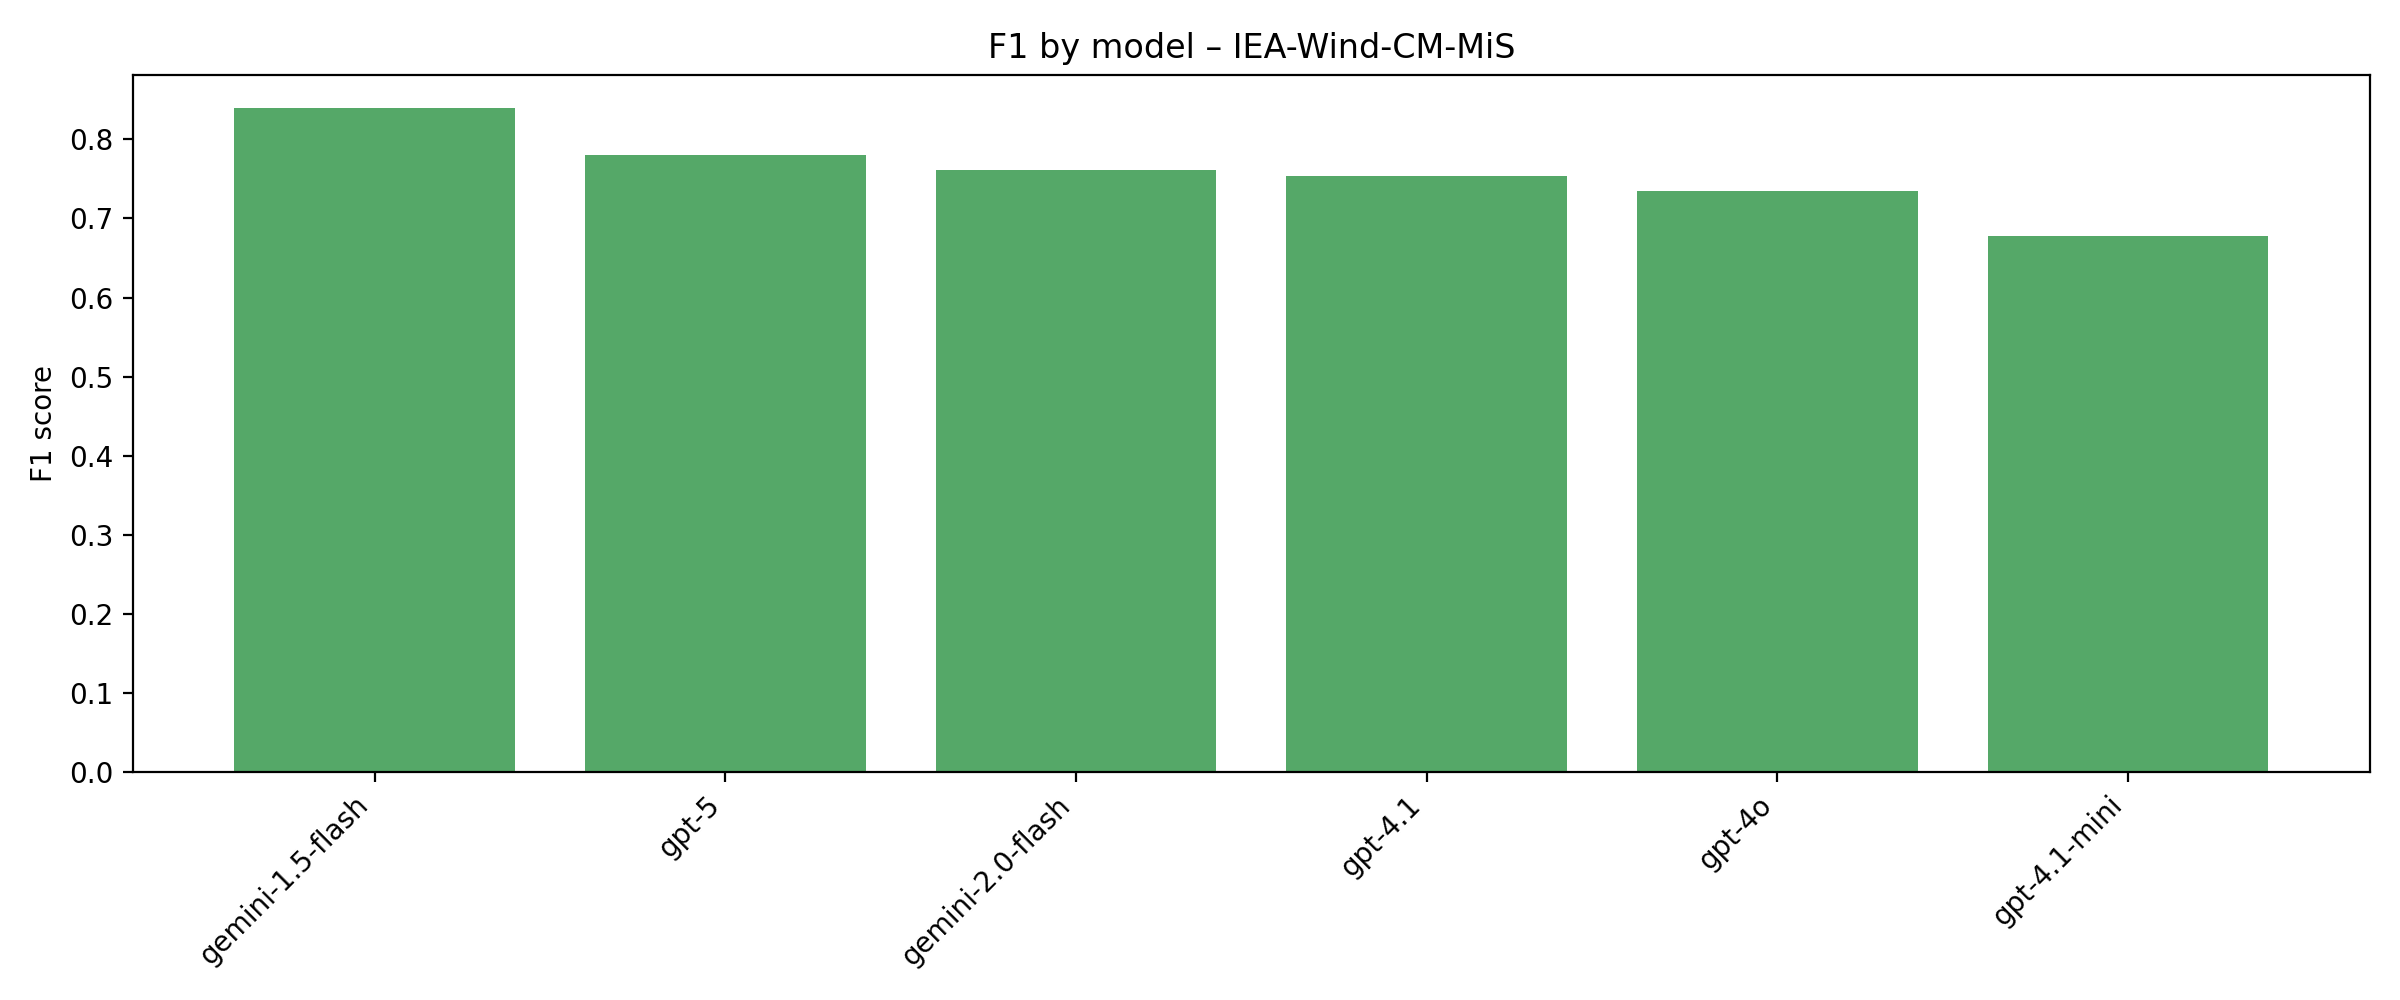 F1 by model – IEA-Wind-CM-MiS
F1 score
0.8
0.7
0.6
0.5
0.4
0.3
0.2
0.1
0.0
gemini-1.5-flash
gpt-5
gemini-2.0-flash
gpt-4.1
gpt-4o
gpt-4.1-mini